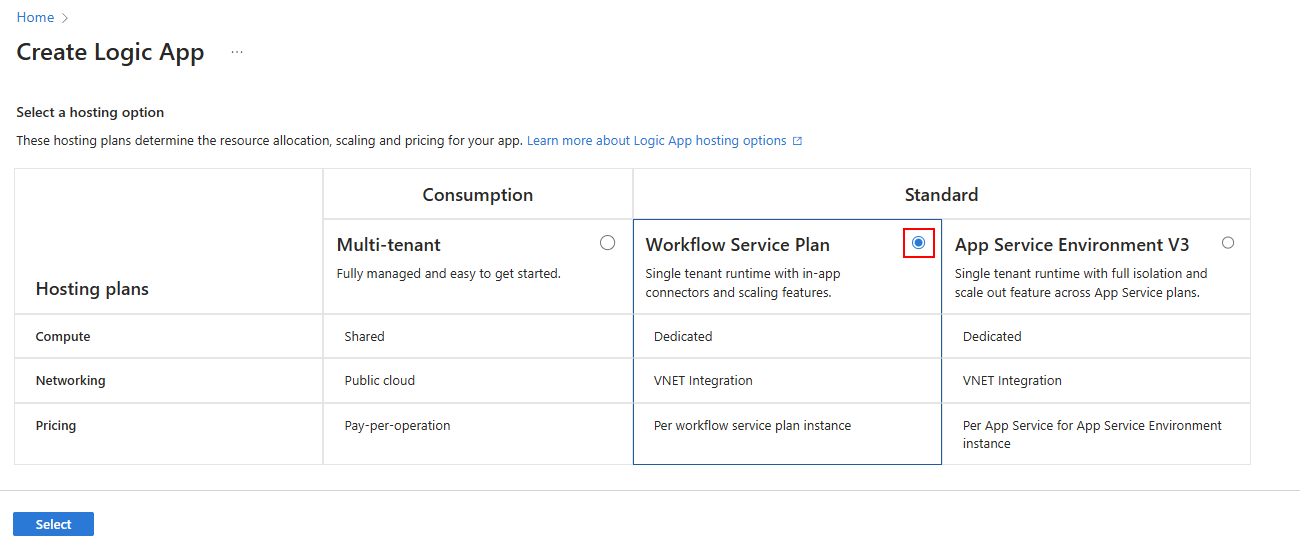 Home
Create Logic App ...
Select a hosting option
These hosting plans determine the resource allocation, scaling and pricing for your app. Learn more about Logic App hosting options
Consumption
Standard
Hosting plans
Multi-tenant
Fully managed and easy to get started.
Workflow Service Plan
Single tenant runtime with in-app
connectors and scaling features.
App Service Environment V3
Single tenant runtime with full isolation and
scale out feature across App Service plans.
Compute
Shared
Dedicated
Dedicated
Networking
Public cloud
VNET Integration
VNET Integration
Pricing
Pay-per-operation
Per workflow service plan instance
Per App Service for App Service Environment
instance
Select